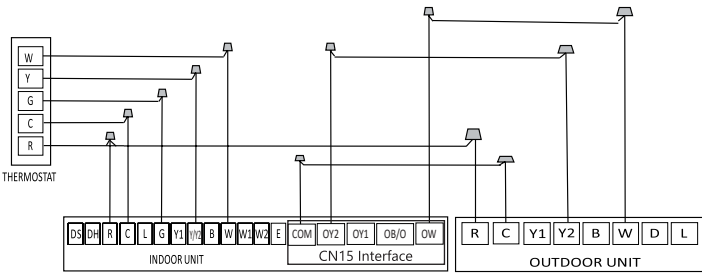 W
Y
G
C
R
THERMOSTAT
DS DH R C L G Y1 Y/Y2 B W W1 W2 E COM OY2 OY1 OB/O OW
INDOOR UNIT
CN15 Interface
R C Y1 Y2 B W D L
OUTDOOR UNIT